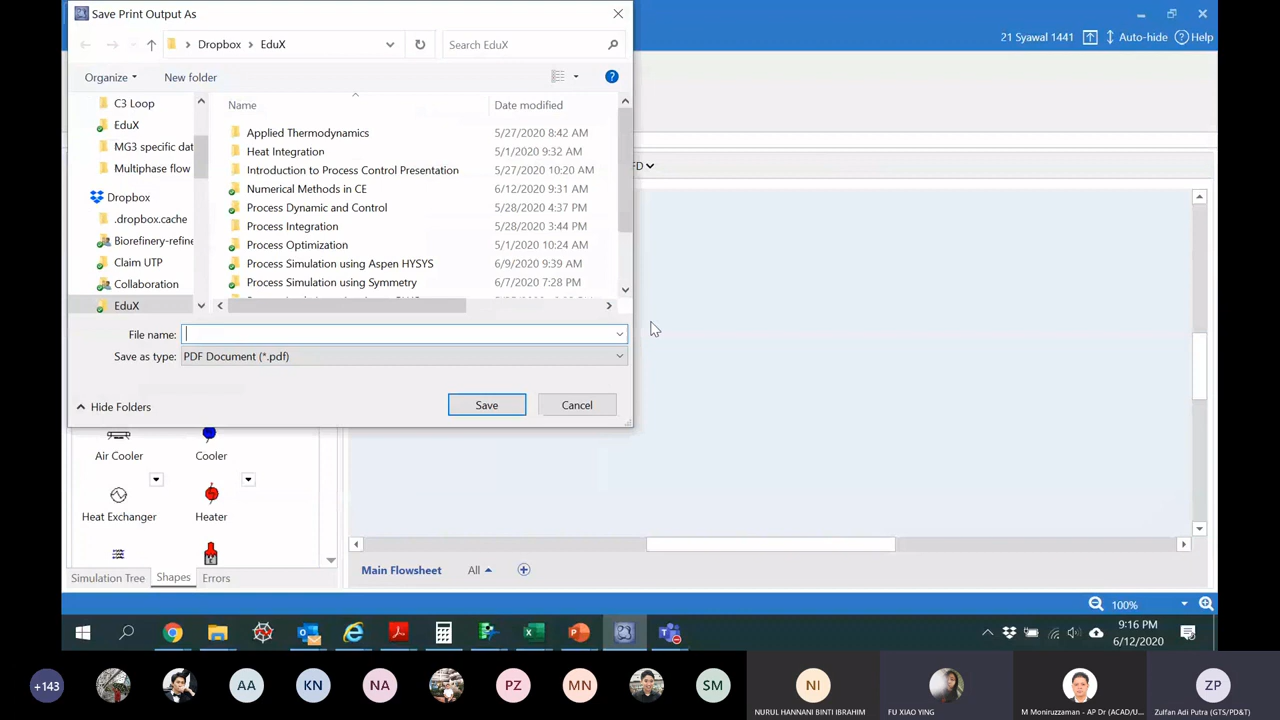 Save Print Output As
Dropbox
EduX
Search EduX
21 Syawal 1441
Auto-hide
Help
Organize
New folder
C3 Loop
EduX
MG3 specific dat
Multiphase flow
Dropbox
.dropbox.cache
Biorefinery-refine
Claim UTP
Collaboration
EduX
Name
Date modified
Applied Thermodynamics
5/27/2020 8:42 AM
Heat Integration
5/1/2020 9:32 AM
Introduction to Process Control Presentation
5/27/2020 10:20 AM
Numerical Methods in CE
6/12/2020 9:31 AM
Process Dynamic and Control
5/28/2020 4:37 PM
Process Integration
5/28/2020 3:44 PM
Process Optimization
5/1/2020 10:24 AM
Process Simulation using Aspen HYSYS
6/9/2020 9:39 AM
Process Simulation using Symmetry
6/7/2020 7:28 PM
FD
File name:
Save as type:
PDF Document (*.pdf)
Hide Folders
Save
Cancel
Air Cooler
Cooler
Heat Exchanger
Heater
Simulation Tree
Shapes
Errors
Main Flowsheet
All
100%
9:16 PM
6/12/2020
+143
AA
KN
NA
PZ
MN
SM
NI
ZP
NURUL HANNANI BINTI IBRAHIM
FU XIAO YING
M Moniruzzaman - AP Dr (ACAD/U...
Zulfan Adi Putra (GTS/PD&T)